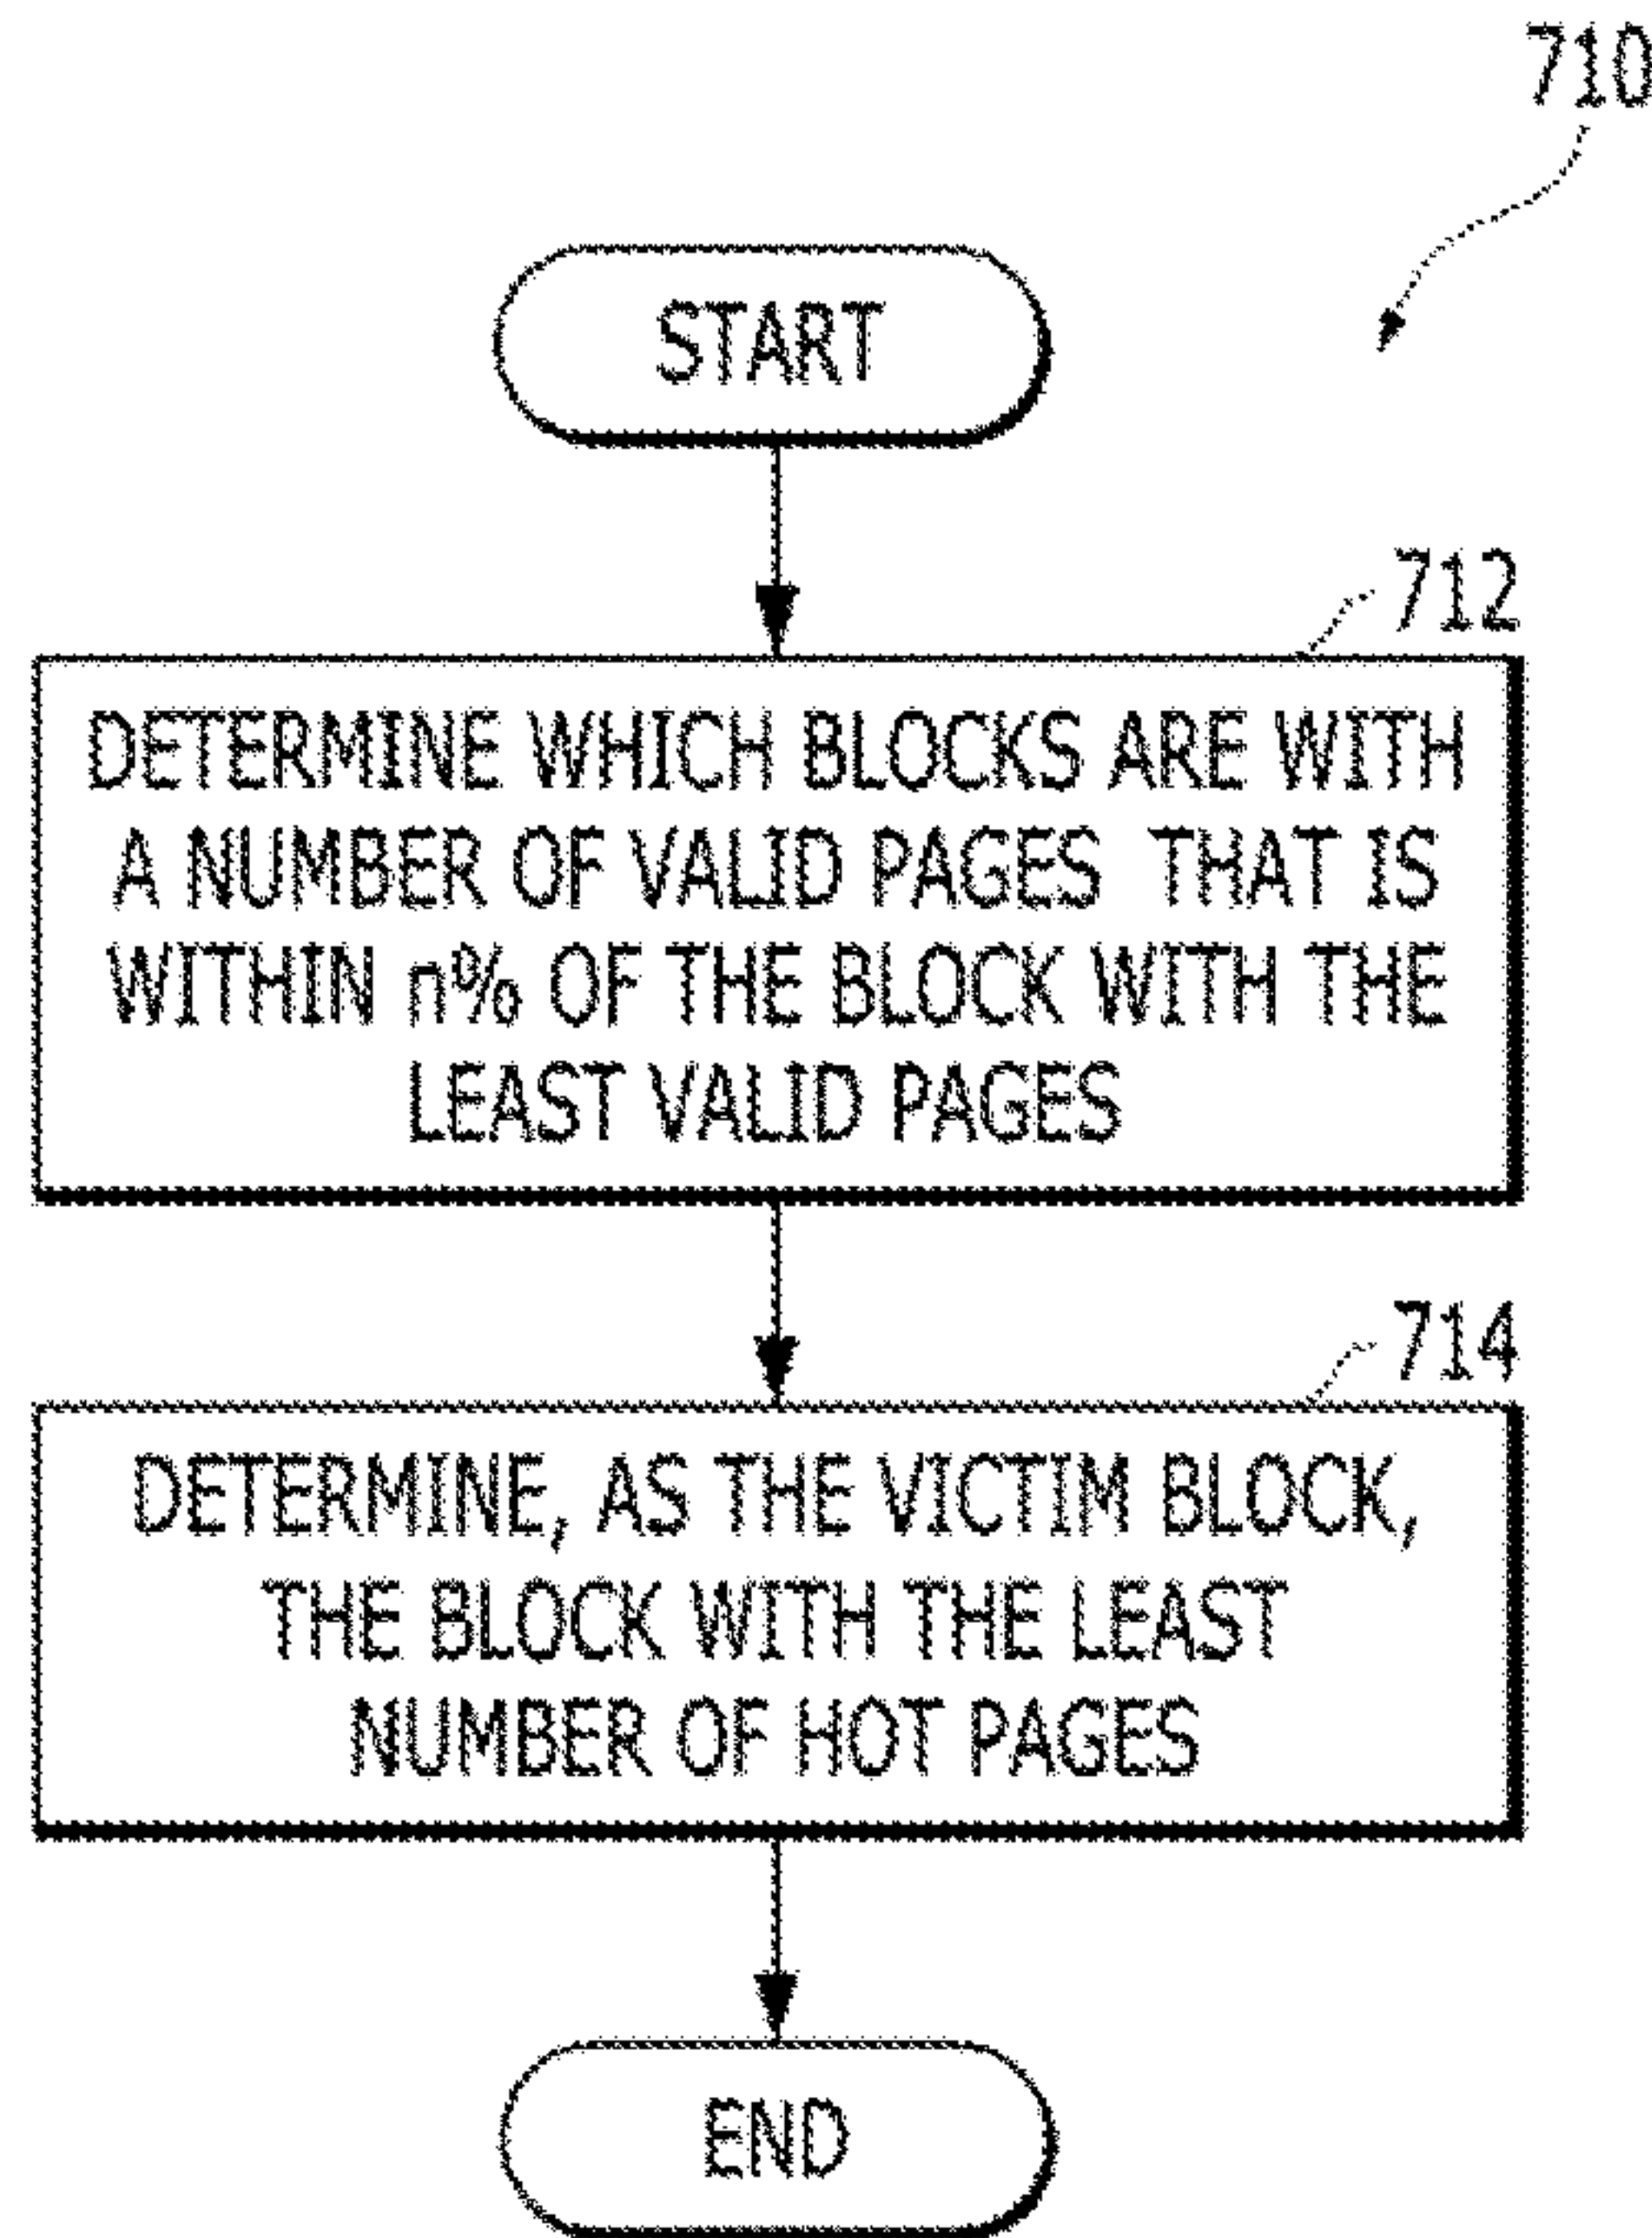 710
START
712
DETERMINE WHICH BLOCKS ARE WITH
A NUMBER OF VALID PAGES THAT IS
WITHIN n% OF THE BLOCK WITH THE
LEAST VALID PAGES
714
DETERMINE, AS THE VICTIM BLOCK,
THE BLOCK WITH THE LEAST
NUMBER OF HOT PAGES
END